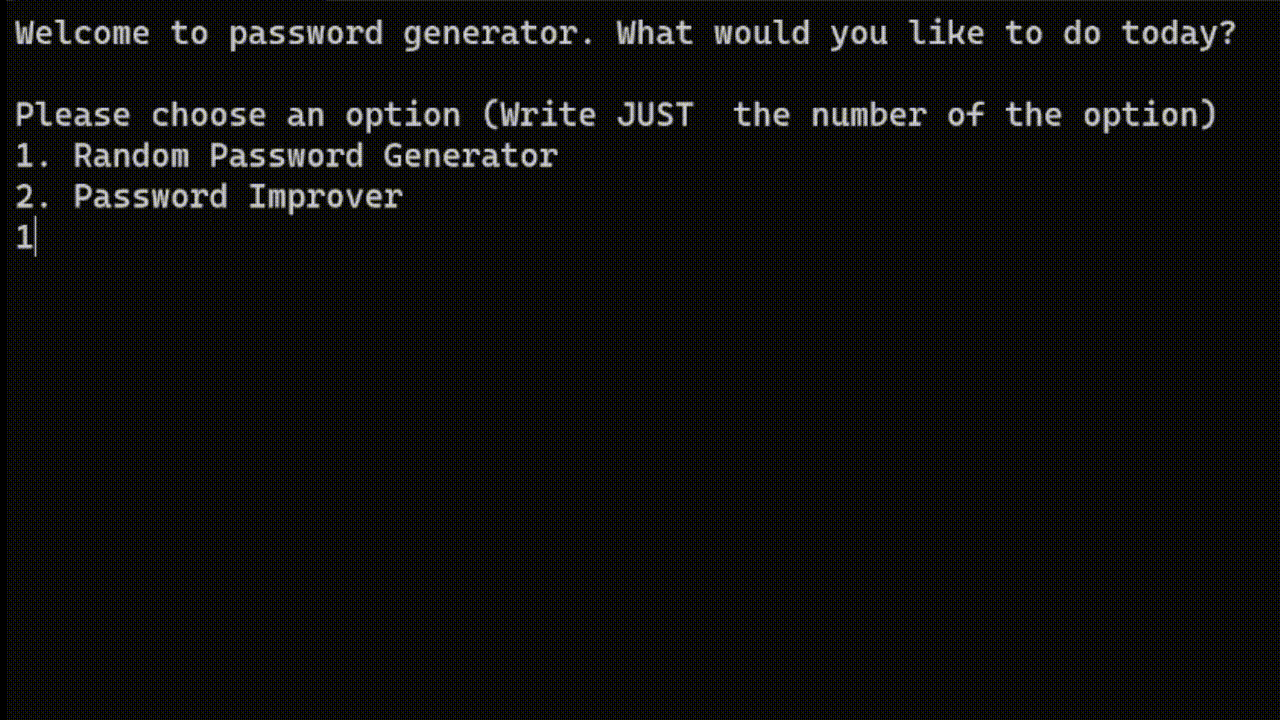 Welcome to password generator. What would you like to do today?
Please choose an option (Write JUST  the number of the option)
1. Random Password Generator
2. Password Improver
1